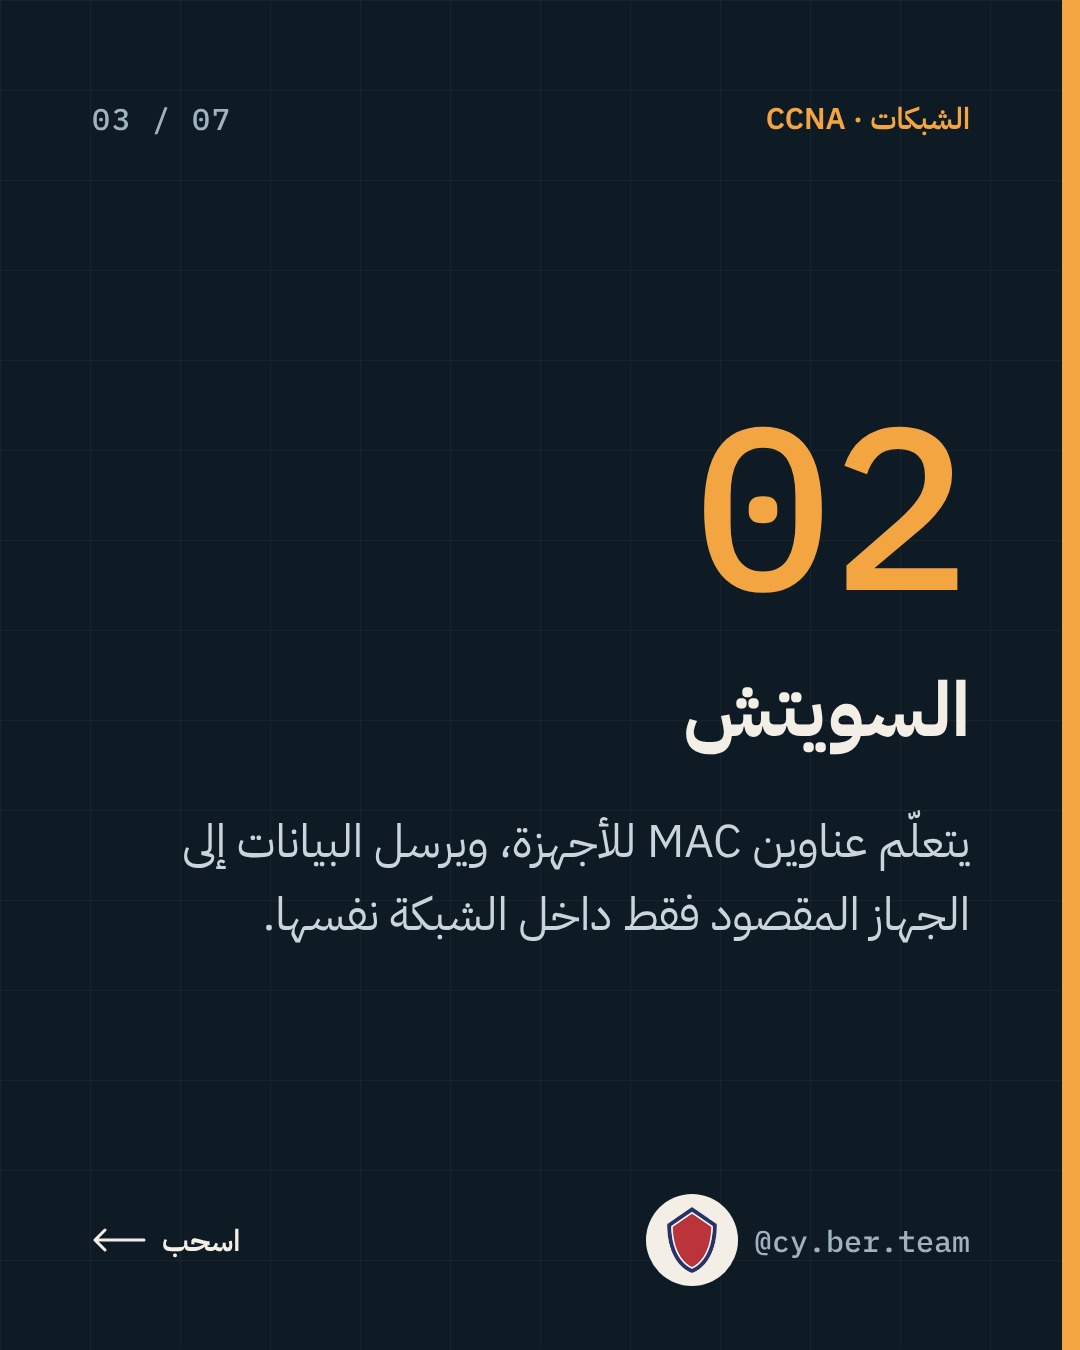 الشبكات · CCNA
03 / 07
02
السويتش
يتعلّم عناوين MAC للأجهزة، ويرسل البيانات إلى
الجهاز المقصود فقط داخل الشبكة نفسها.
@cy.ber.team
اسحب